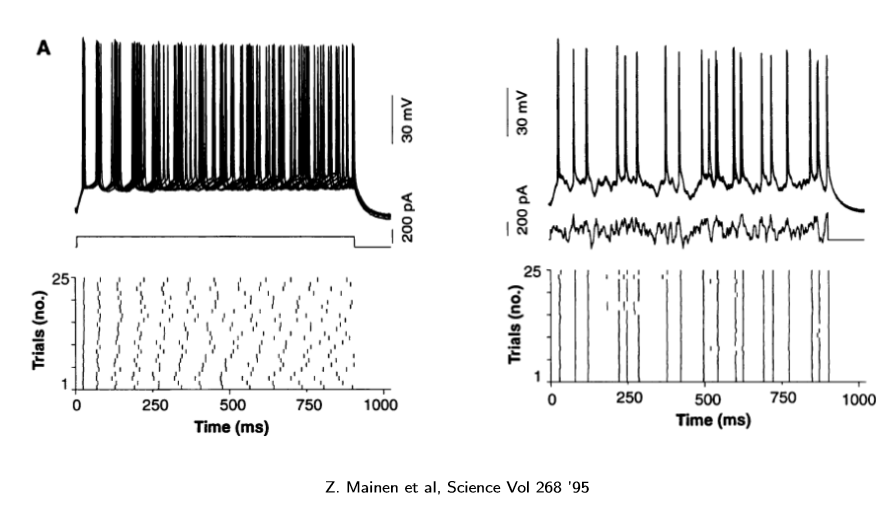 A
30 mV
200 pA
25
Trials (no.)
1
0 250 500 750 1000
Time (ms)
30 mV
200 pA
25
Trials (no.)
1
0 250 500 750 1000
Time (ms)
Z. Mainen et al, Science Vol 268 '95